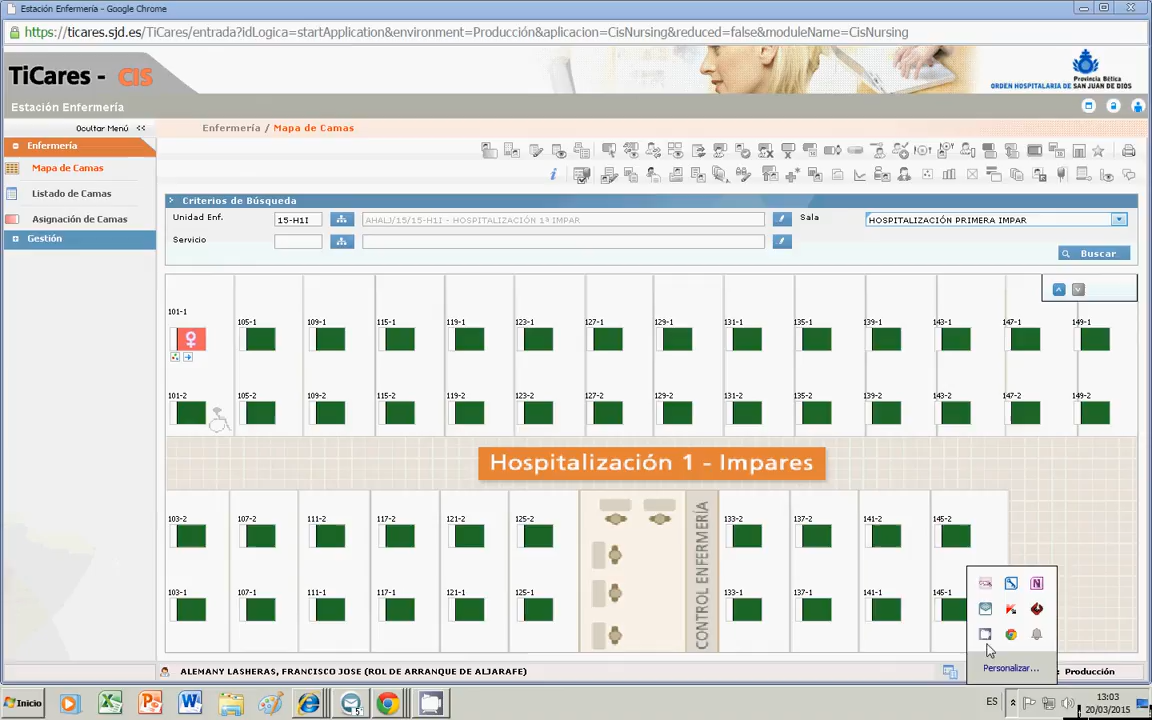 Estación Enfermería - Google Chrome
https://ticares.sjd.es/TiCares/entrada?idLogica=startApplication&environment=Producción&aplicacion=CisNursing&reduced=false&moduleName=CisNursing
TiCares - CIS
Provincia Bética
ORDEN HOSPITALARIA DE SAN JUAN DE DIOS
Estación Enfermería
Ocultar Menú <<
Enfermería / Mapa de Camas
Enfermería
Mapa de Camas
Listado de Camas
Asignación de Camas
Gestión
Criterios de Búsqueda
Unidad Enf. 15-H1I AHALJ/15/15-H1I - HOSPITALIZACIÓN 1ª IMPAR Sala HOSPITALIZACIÓN PRIMERA IMPAR
Servicio
Buscar
101-1 105-1 109-1 115-1 119-1 123-1 127-1 129-1 131-1 135-1 139-1 143-1 147-1 149-1
101-2 105-2 109-2 115-2 119-2 123-2 127-2 129-2 131-2 135-2 139-2 143-2 147-2 149-2
Hospitalización 1 - Impares
103-2 107-2 111-2 117-2 121-2 125-2 133-2 137-2 141-2 145-2
103-1 107-1 111-1 117-1 121-1 125-1 133-1 137-1 141-1 145-1
CONTROL ENFERMERÍA
Personalizar...
ALEMANY LASHERAS, FRANCISCO JOSE (ROL DE ARRANQUE DE ALJARAFE)
: Producción
Inicio
ES
13:03
20/03/2015